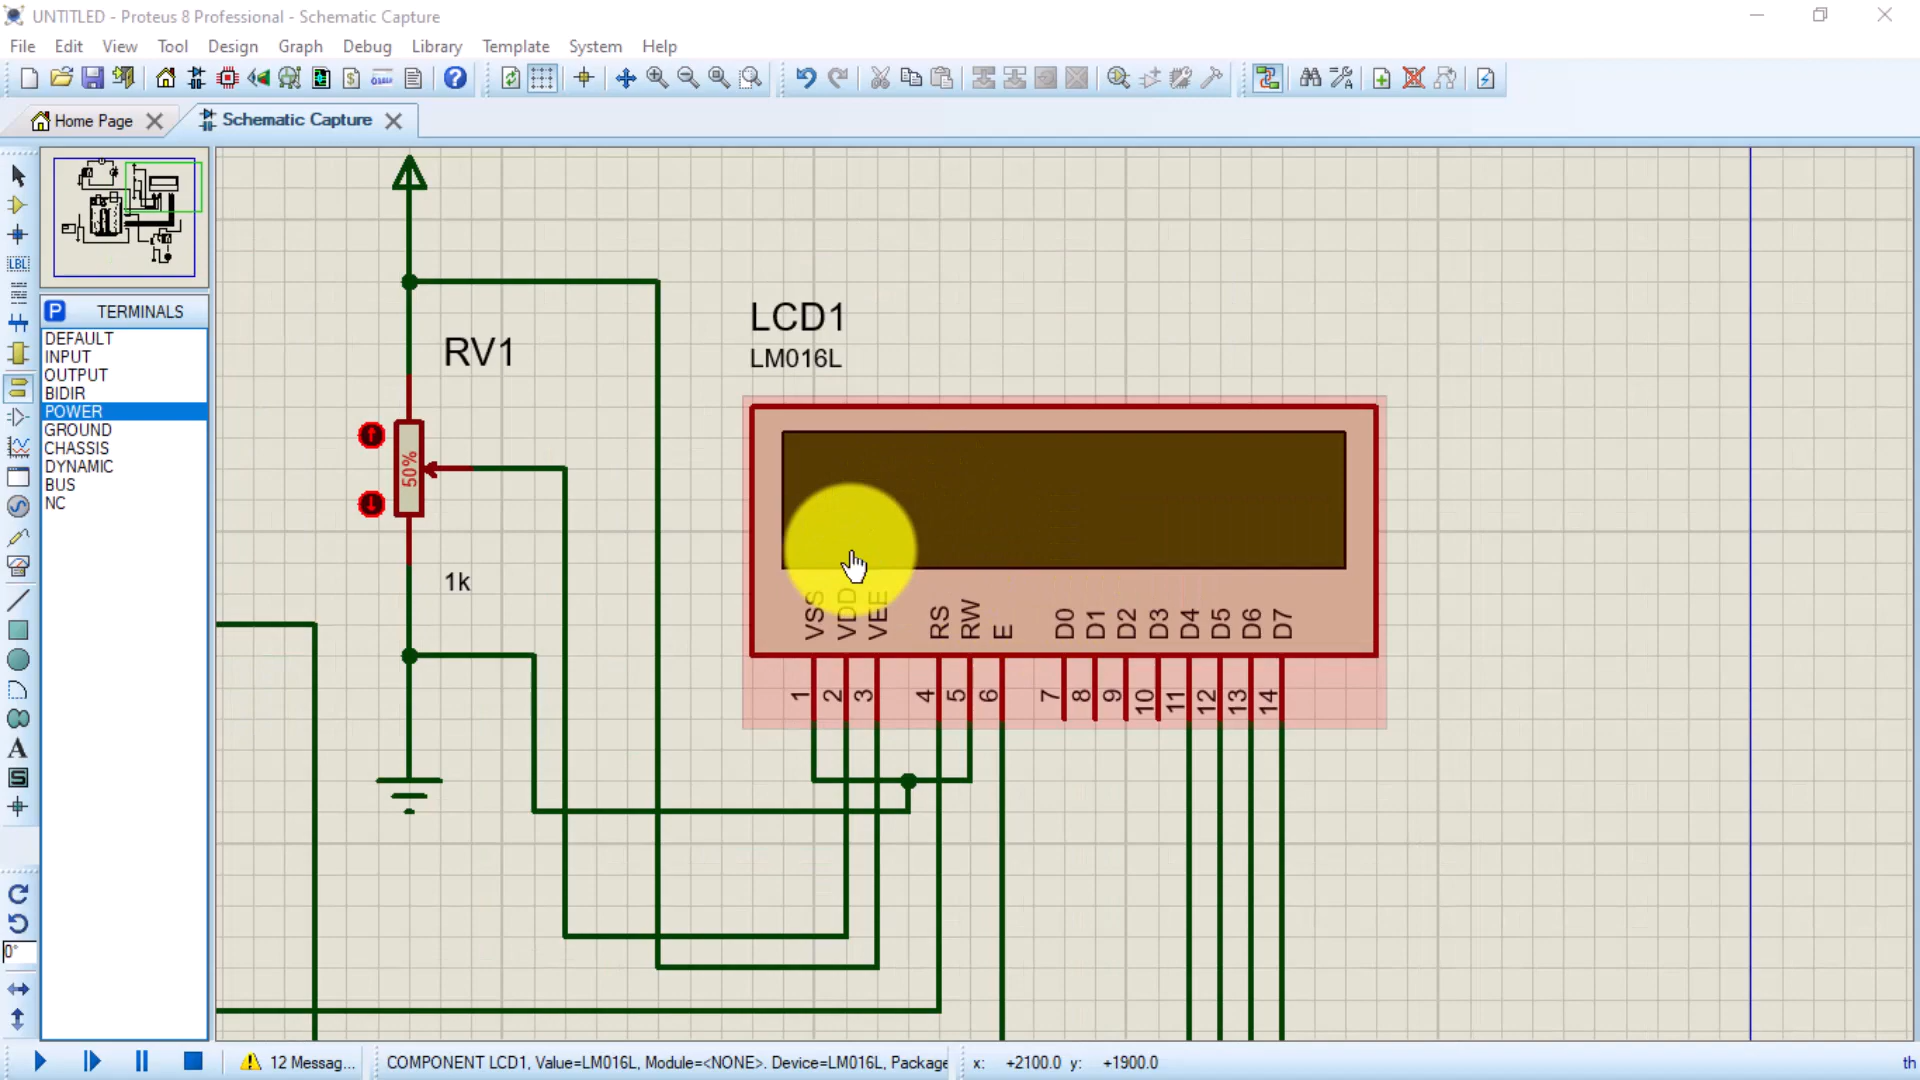 UNTITLED - Proteus 8 Professional - Schematic Capture
File Edit View Tool Design Graph Debug Library Template System Help
Home Page Schematic Capture
P TERMINALS
DEFAULT
INPUT
OUTPUT
BIDIR
POWER
GROUND
CHASSIS
DYNAMIC
BUS
NC
LBL
A
S
0°
RV1
50%
1k
LCD1
LM016L
VSS VDD VEE RS RW E D0 D1 D2 D3 D4 D5 D6 D7
1 2 3 4 5 6 7 8 9 10 11 12 13 14
12 Messag... COMPONENT LCD1, Value=LM016L, Module=<NONE>. Device=LM016L, Package x: +2100.0 y: +1900.0 th